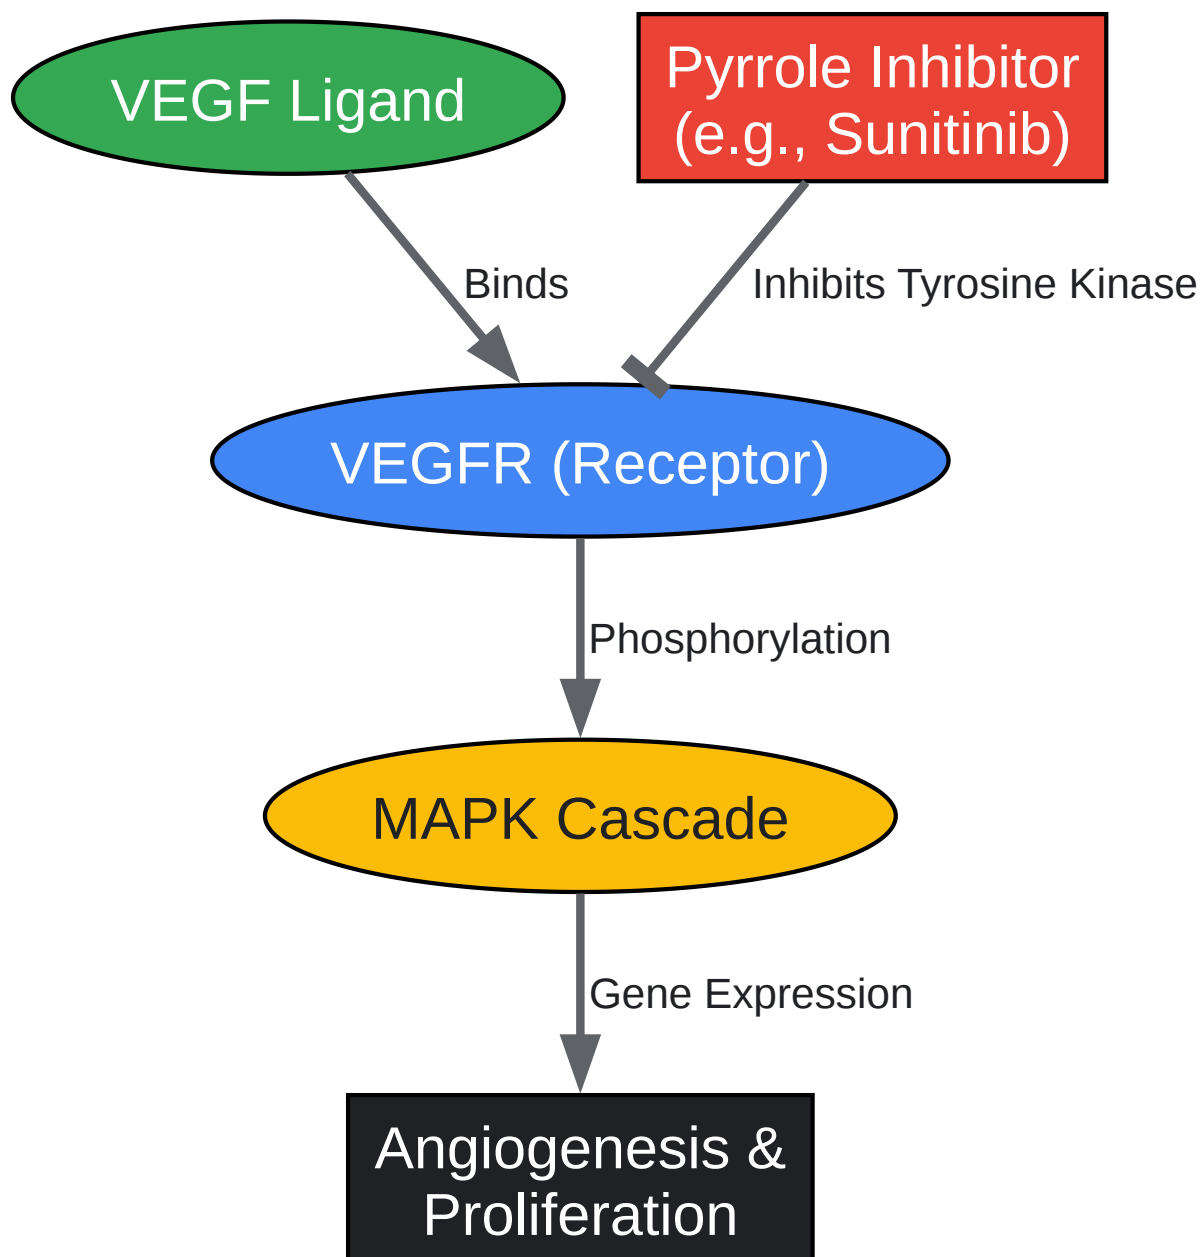 VEGF Ligand
Pyrrole Inhibitor
(e.g., Sunitinib)
Binds
Inhibits Tyrosine Kinase
VEGFR (Receptor)
Phosphorylation
MAPK Cascade
Gene Expression
Angiogenesis &
Proliferation